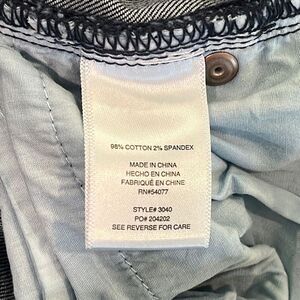 98% COTTON 2% SPANDEX
MADE IN CHINA
HECHO EN CHINA
FABRIQUÉ EN CHINE
RN#54077
STYLE# 3040
PO# 204202
SEE REVERSE FOR CARE